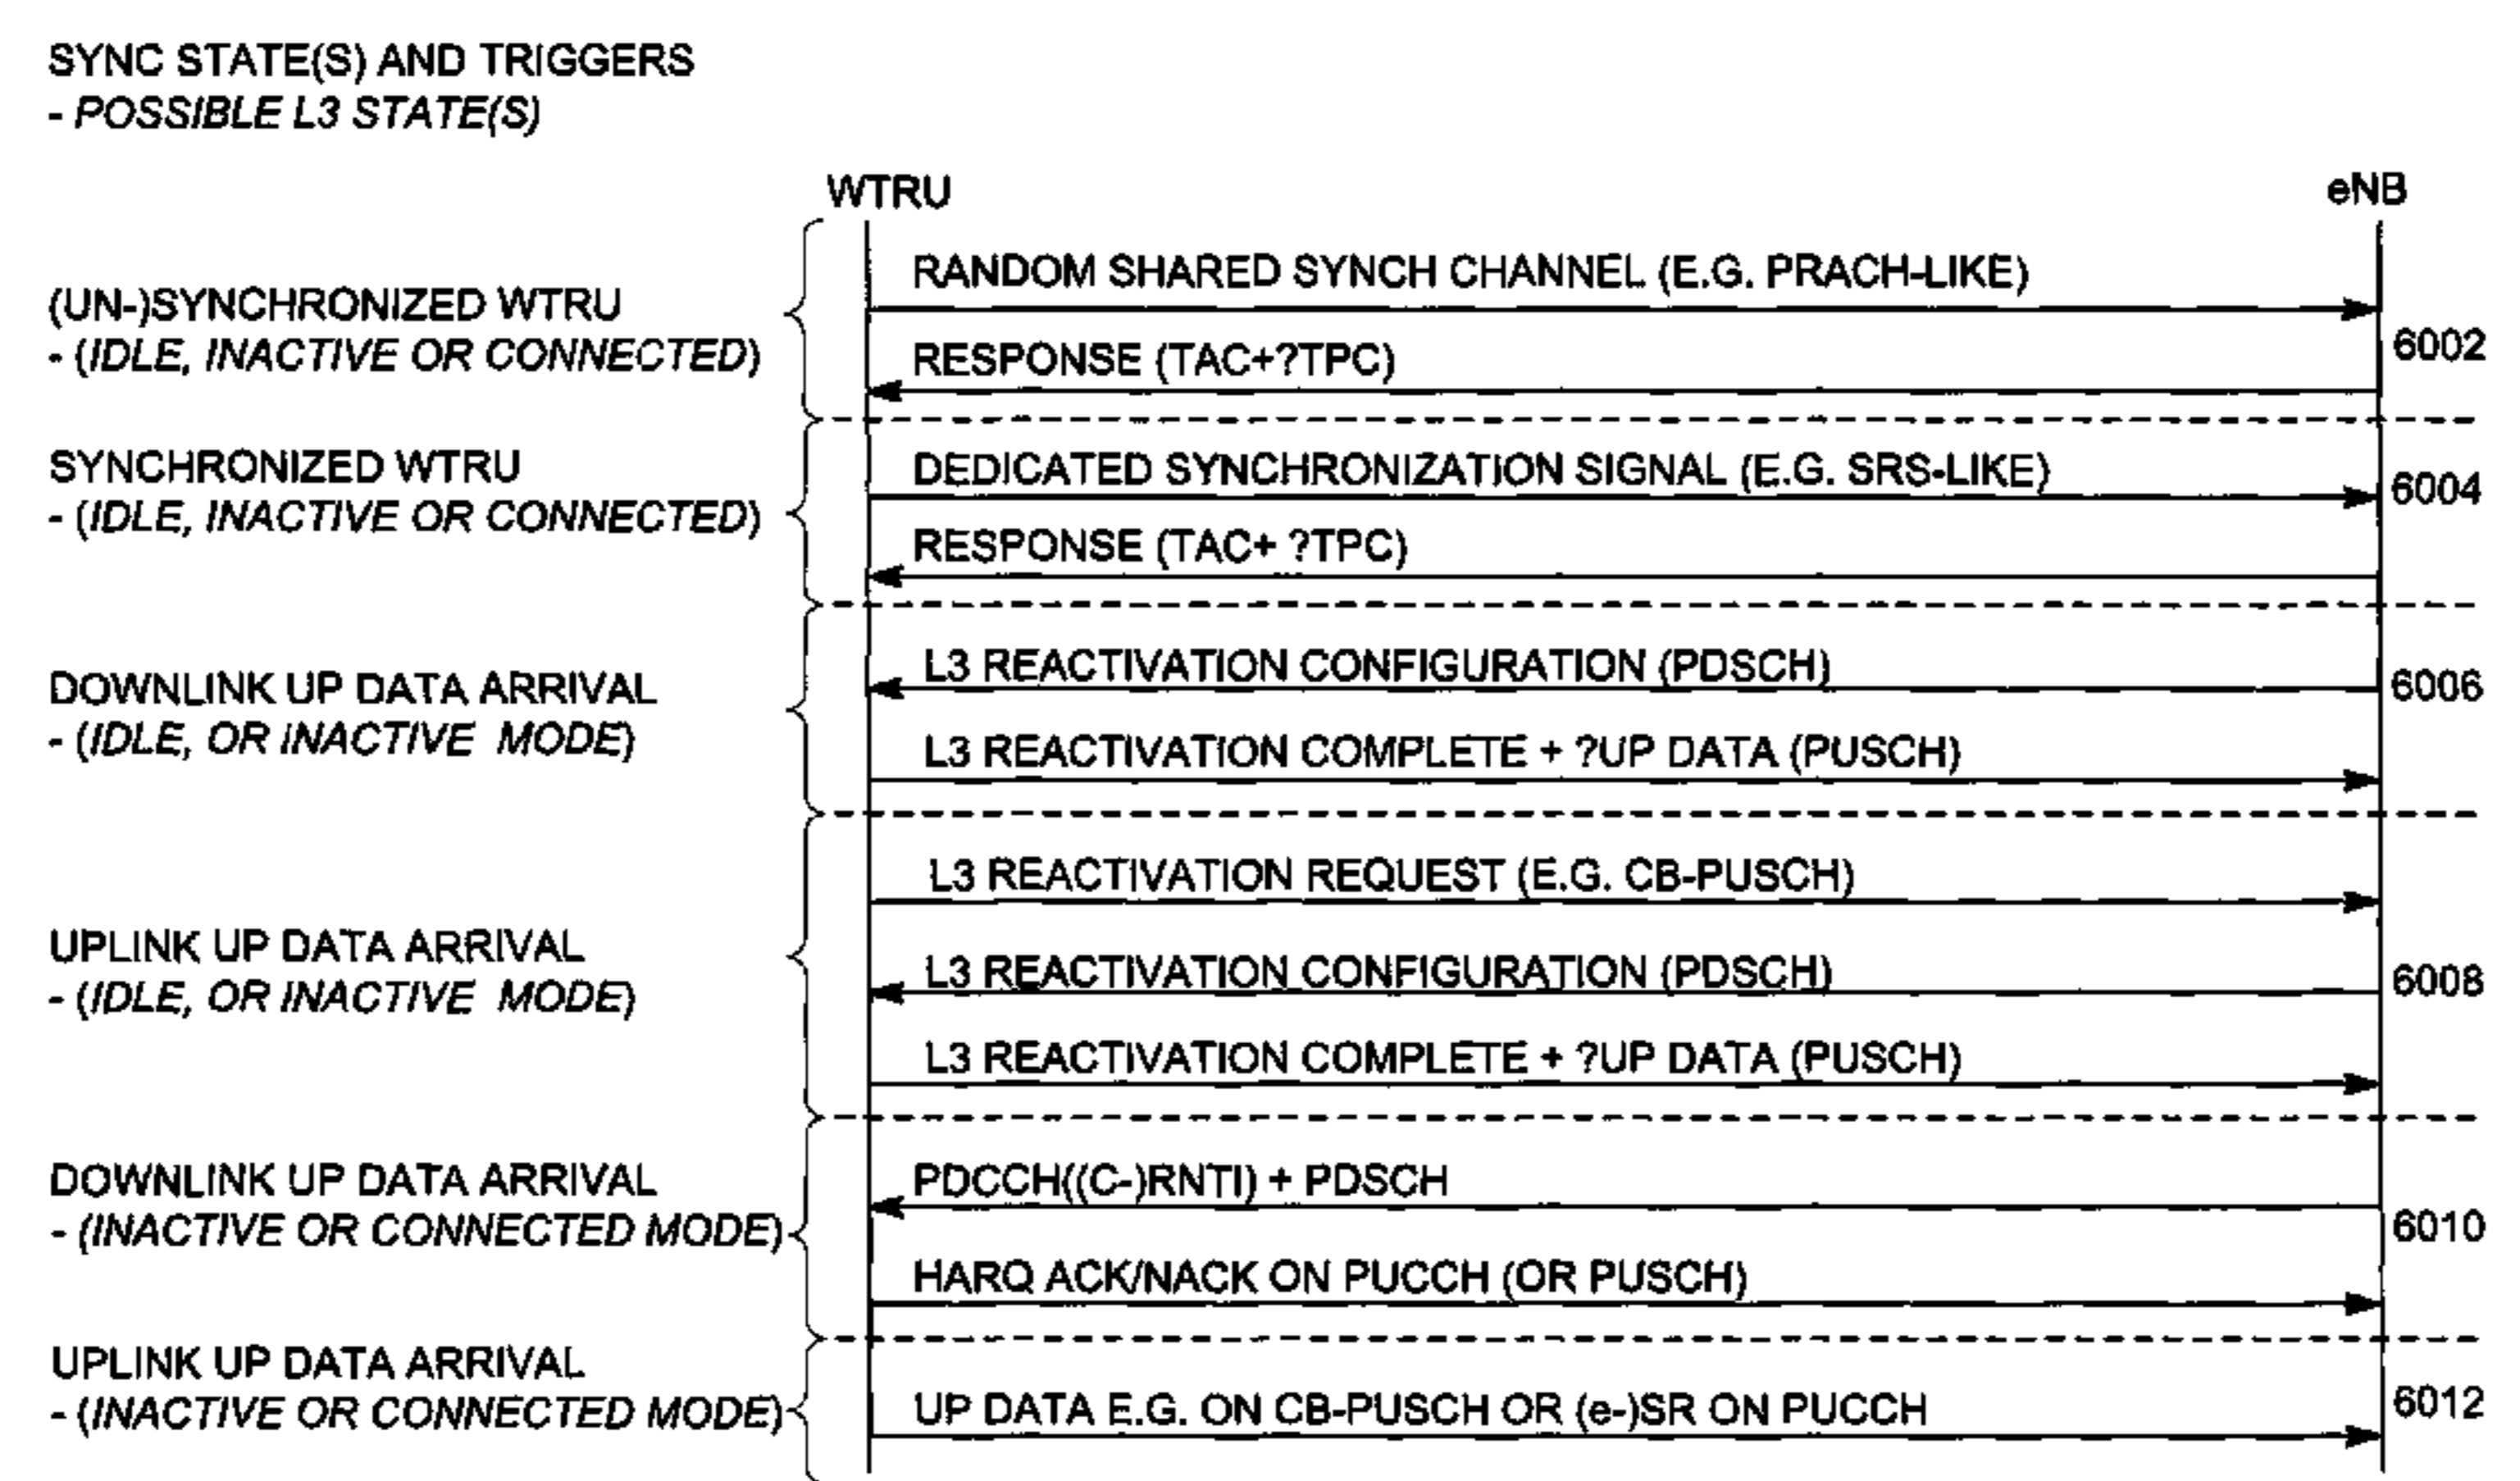 SYNC STATE(S) AND TRIGGERS
- POSSIBLE L3 STATE(S)
WTRU
eNB
(UN-)SYNCHRONIZED WTRU
- (IDLE, INACTIVE OR CONNECTED)
RANDOM SHARED SYNCH CHANNEL (E.G. PRACH-LIKE)
RESPONSE (TAC+?TPC)
6002
SYNCHRONIZED WTRU
- (IDLE, INACTIVE OR CONNECTED)
DEDICATED SYNCHRONIZATION SIGNAL (E.G. SRS-LIKE)
RESPONSE (TAC+ ?TPC)
6004
DOWNLINK UP DATA ARRIVAL
- (IDLE, OR INACTIVE MODE)
L3 REACTIVATION CONFIGURATION (PDSCH)
L3 REACTIVATION COMPLETE + ?UP DATA (PUSCH)
6006
UPLINK UP DATA ARRIVAL
- (IDLE, OR INACTIVE MODE)
L3 REACTIVATION REQUEST (E.G. CB-PUSCH)
L3 REACTIVATION CONFIGURATION (PDSCH)
L3 REACTIVATION COMPLETE + ?UP DATA (PUSCH)
6008
DOWNLINK UP DATA ARRIVAL
- (INACTIVE OR CONNECTED MODE)
PDCCH((C-)RNTI) + PDSCH
HARQ ACK/NACK ON PUCCH (OR PUSCH)
6010
UPLINK UP DATA ARRIVAL
- (INACTIVE OR CONNECTED MODE)
UP DATA E.G. ON CB-PUSCH OR (e-)SR ON PUCCH
6012